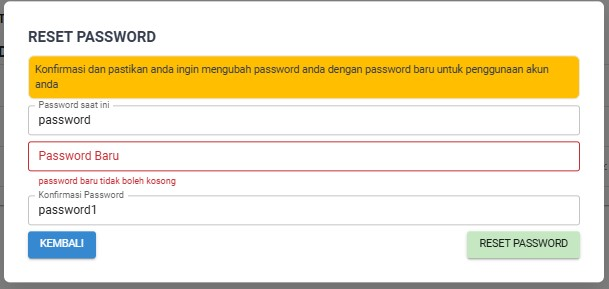 RESET PASSWORD
Konfirmasi dan pastikan anda ingin mengubah password anda dengan password baru untuk penggunaan akun
anda
Password saat ini
password
Password Baru
password baru tidak boleh kosong
Konfirmasi Password
password1
KEMBALI
RESET PASSWORD